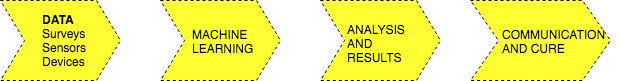 DATA
Surveys
Sensors
Devices
MACHINE
LEARNING
ANALYSIS
AND
RESULTS
COMMUNICATION
AND CURE